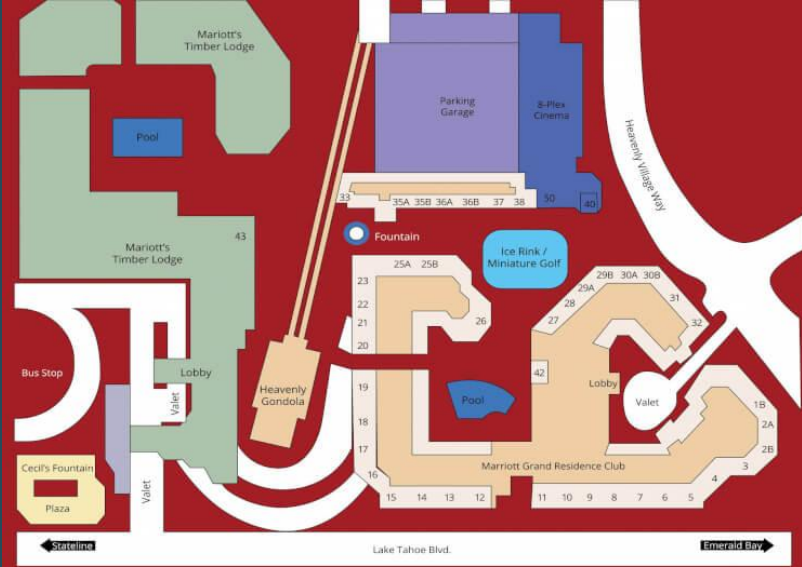 Mariott's
Timber Lodge
Pool
Parking
Garage
8-Plex
Cinema
Heavenly Village Way
33
35A
35B
36A
36B
37
38
50
40
Fountain
43
Mariott's
Timber Lodge
Ice Rink /
Miniature Golf
25A
25B
23
22
21
20
19
18
17
16
26
27
28
29A
29B
30A
30B
31
32
42
Bus Stop
Lobby
Valet
Heavenly
Gondola
Pool
Lobby
Valet
1B
2A
2B
3
4
5
6
7
8
9
10
11
12
13
14
15
Marriott Grand Residence Club
Cecil's Fountain
Plaza
Valet
Stateline
Lake Tahoe Blvd.
Emerald Bay